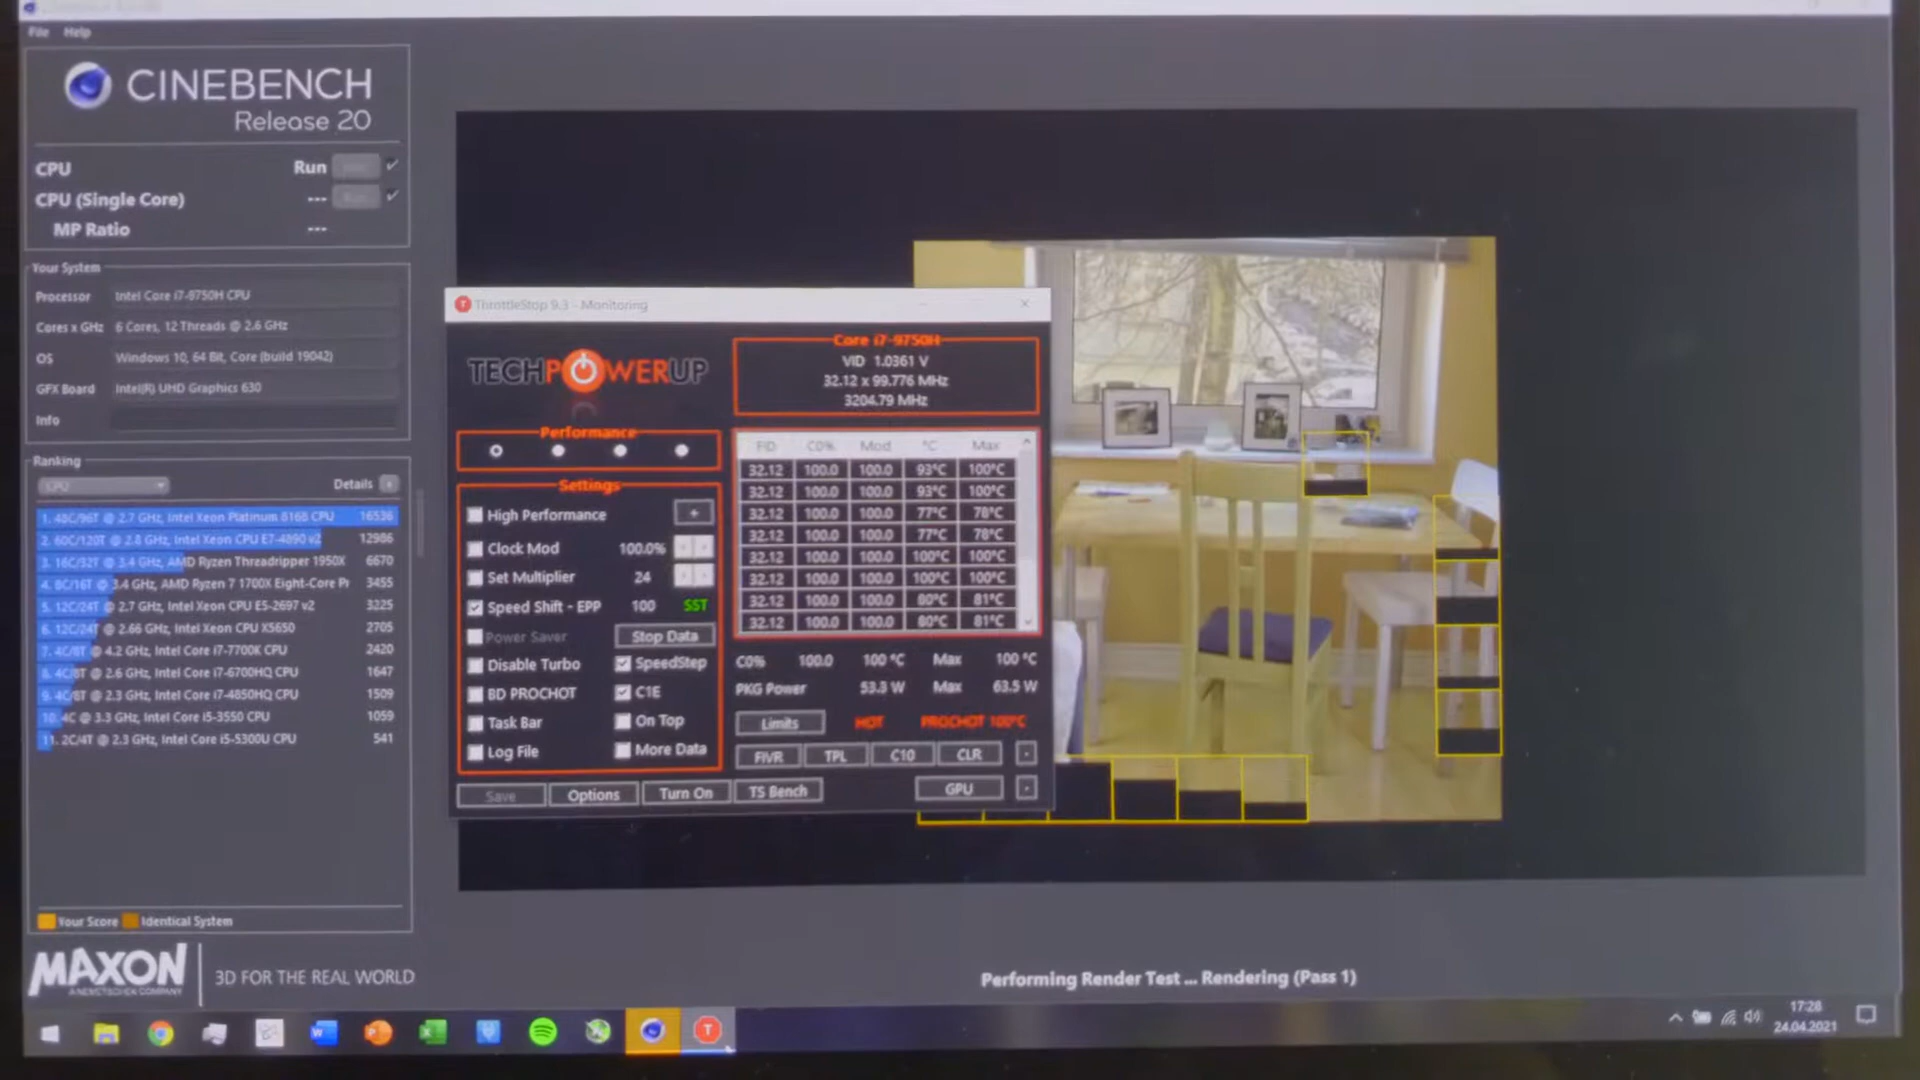 File Help
CINEBENCH
Release 20
CPU Run
CPU (Single Core) --- Run
MP Ratio ---
Your System
Processor Intel Core i7-9750H CPU
Cores x GHz 6 Cores, 12 Threads @ 2.6 GHz
OS Windows 10, 64 Bit, Core (build 19042)
GFX Board Intel(R) UHD Graphics 630
Info
Ranking
CPU Details
1. 48C/96T @ 2.7 GHz, Intel Xeon Platinum 8168 CPU 16536
2. 60C/120T @ 2.8 GHz, Intel Xeon CPU E7-4890 v2 12986
3. 16C/32T @ 3.4 GHz, AMD Ryzen Threadripper 1950X 6670
4. 8C/16T @ 3.4 GHz, AMD Ryzen 7 1700X Eight-Core Pr 3455
5. 12C/24T @ 2.7 GHz, Intel Xeon CPU E5-2697 v2 3225
6. 12C/24T @ 2.66 GHz, Intel Xeon CPU X5650 2705
7. 4C/8T @ 4.2 GHz, Intel Core i7-7700K CPU 2420
8. 4C/8T @ 2.6 GHz, Intel Core i7-6700HQ CPU 1647
9. 4C/8T @ 2.3 GHz, Intel Core i7-4850HQ CPU 1509
10. 4C @ 3.3 GHz, Intel Core i5-3550 CPU 1059
11. 2C/4T @ 2.3 GHz, Intel Core i5-5300U CPU 541
Your Score Identical System
MAXON
A NEMETSCHEK COMPANY
3D FOR THE REAL WORLD
ThrottleStop 9.3 - Monitoring
TECHPOWERUP
Performance
Settings
High Performance +
Clock Mod 100.0%
Set Multiplier 24
Speed Shift - EPP 100 SST
Power Saver Stop Data
Disable Turbo SpeedStep
BD PROCHOT C1E
Task Bar On Top
Log File More Data
Save Options Turn On TS Bench
Core i7-9750H
VID 1.0361 V
32.12 x 99.776 MHz
3204.79 MHz
FID C0% Mod °C Max
32.12 100.0 100.0 93°C 100°C
32.12 100.0 100.0 93°C 100°C
32.12 100.0 100.0 77°C 78°C
32.12 100.0 100.0 77°C 78°C
32.12 100.0 100.0 100°C 100°C
32.12 100.0 100.0 100°C 100°C
32.12 100.0 100.0 80°C 81°C
32.12 100.0 100.0 80°C 81°C
C0% 100.0 100 °C Max 100 °C
PKG Power 53.3 W Max 63.5 W
Limits HOT PROCHOT 100°C
FIVR TPL C10 CLR -
GPU -
Performing Render Test ... Rendering (Pass 1)
17:28
24.04.2021